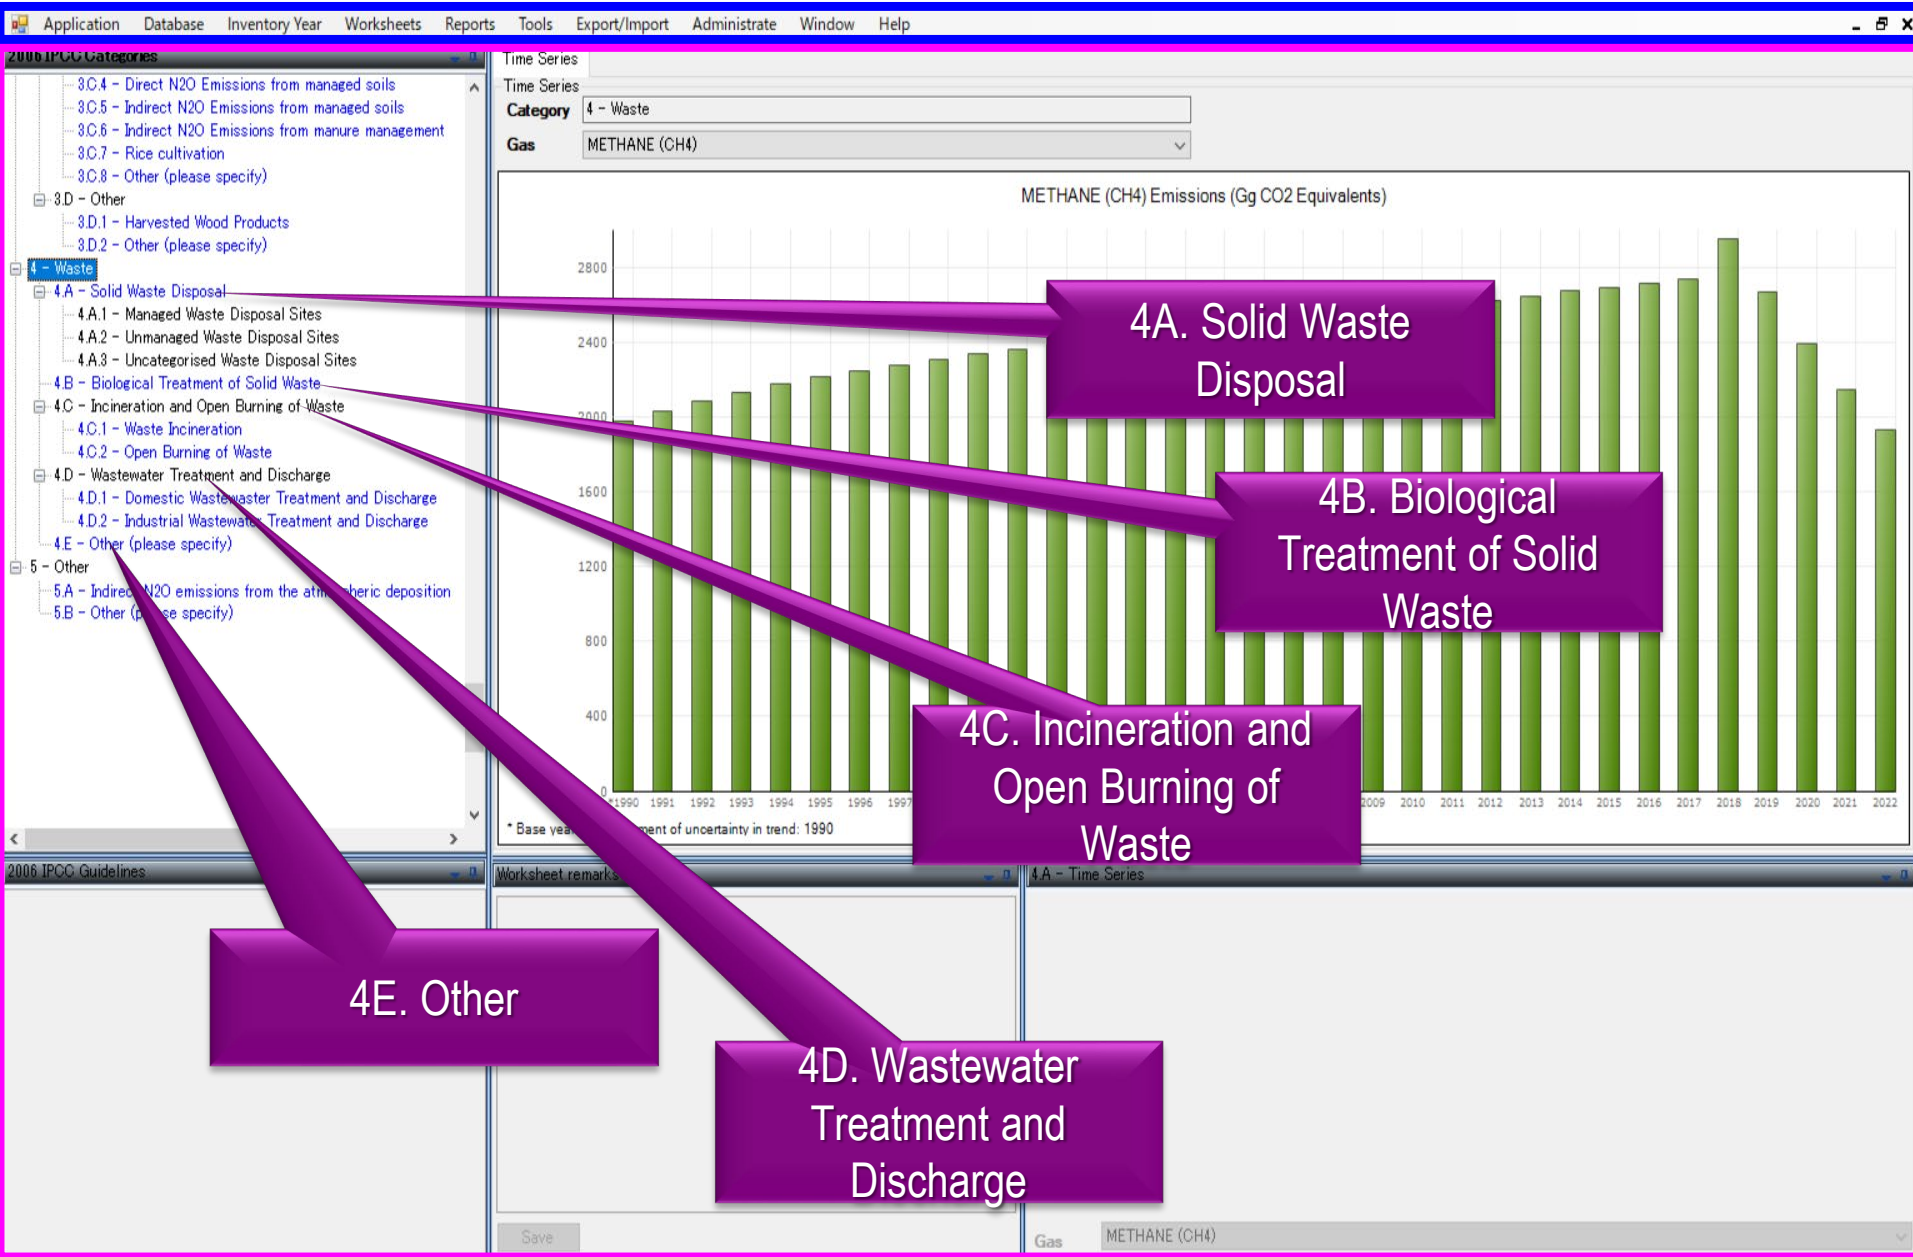 Application Database Inventory Year Worksheets Reports Tools Export/Import Administrate Window Help
2006 IPCC Categories
3.C.4 - Direct N2O Emissions from managed soils
3.C.5 - Indirect N2O Emissions from managed soils
3.C.6 - Indirect N2O Emissions from manure management
3.C.7 - Rice cultivation
3.C.8 - Other (please specify)
3.D - Other
3.D.1 - Harvested Wood Products
3.D.2 - Other (please specify)
4 - Waste
4.A - Solid Waste Disposal
4.A.1 - Managed Waste Disposal Sites
4.A.2 - Unmanaged Waste Disposal Sites
4.A.3 - Uncategorised Waste Disposal Sites
4.B - Biological Treatment of Solid Waste
4.C - Incineration and Open Burning of Waste
4.C.1 - Waste Incineration
4.C.2 - Open Burning of Waste
4.D - Wastewater Treatment and Discharge
4.D.1 - Domestic Wastewaster Treatment and Discharge
4.D.2 - Industrial Wastewater Treatment and Discharge
4.E - Other (please specify)
5 - Other
5.A - Indirect N2O emissions from the atmospheric deposition
5.B - Other (please specify)
Time Series
Time Series
Category 4 - Waste
Gas METHANE (CH4)
METHANE (CH4) Emissions (Gg CO2 Equivalents)
2800
2400
2000
1600
1200
800
400
0
*1990 1991 1992 1993 1994 1995 1996 1997 2009 2010 2011 2012 2013 2014 2015 2016 2017 2018 2019 2020 2021 2022
* Base year ment of uncertainty in trend: 1990
4A. Solid Waste
Disposal
4B. Biological
Treatment of Solid
Waste
4C. Incineration and
Open Burning of
Waste
2006 IPCC Guidelines
Worksheet remarks
4.A - Time Series
4E. Other
4D. Wastewater
Treatment and
Discharge
Save
Gas METHANE (CH4)